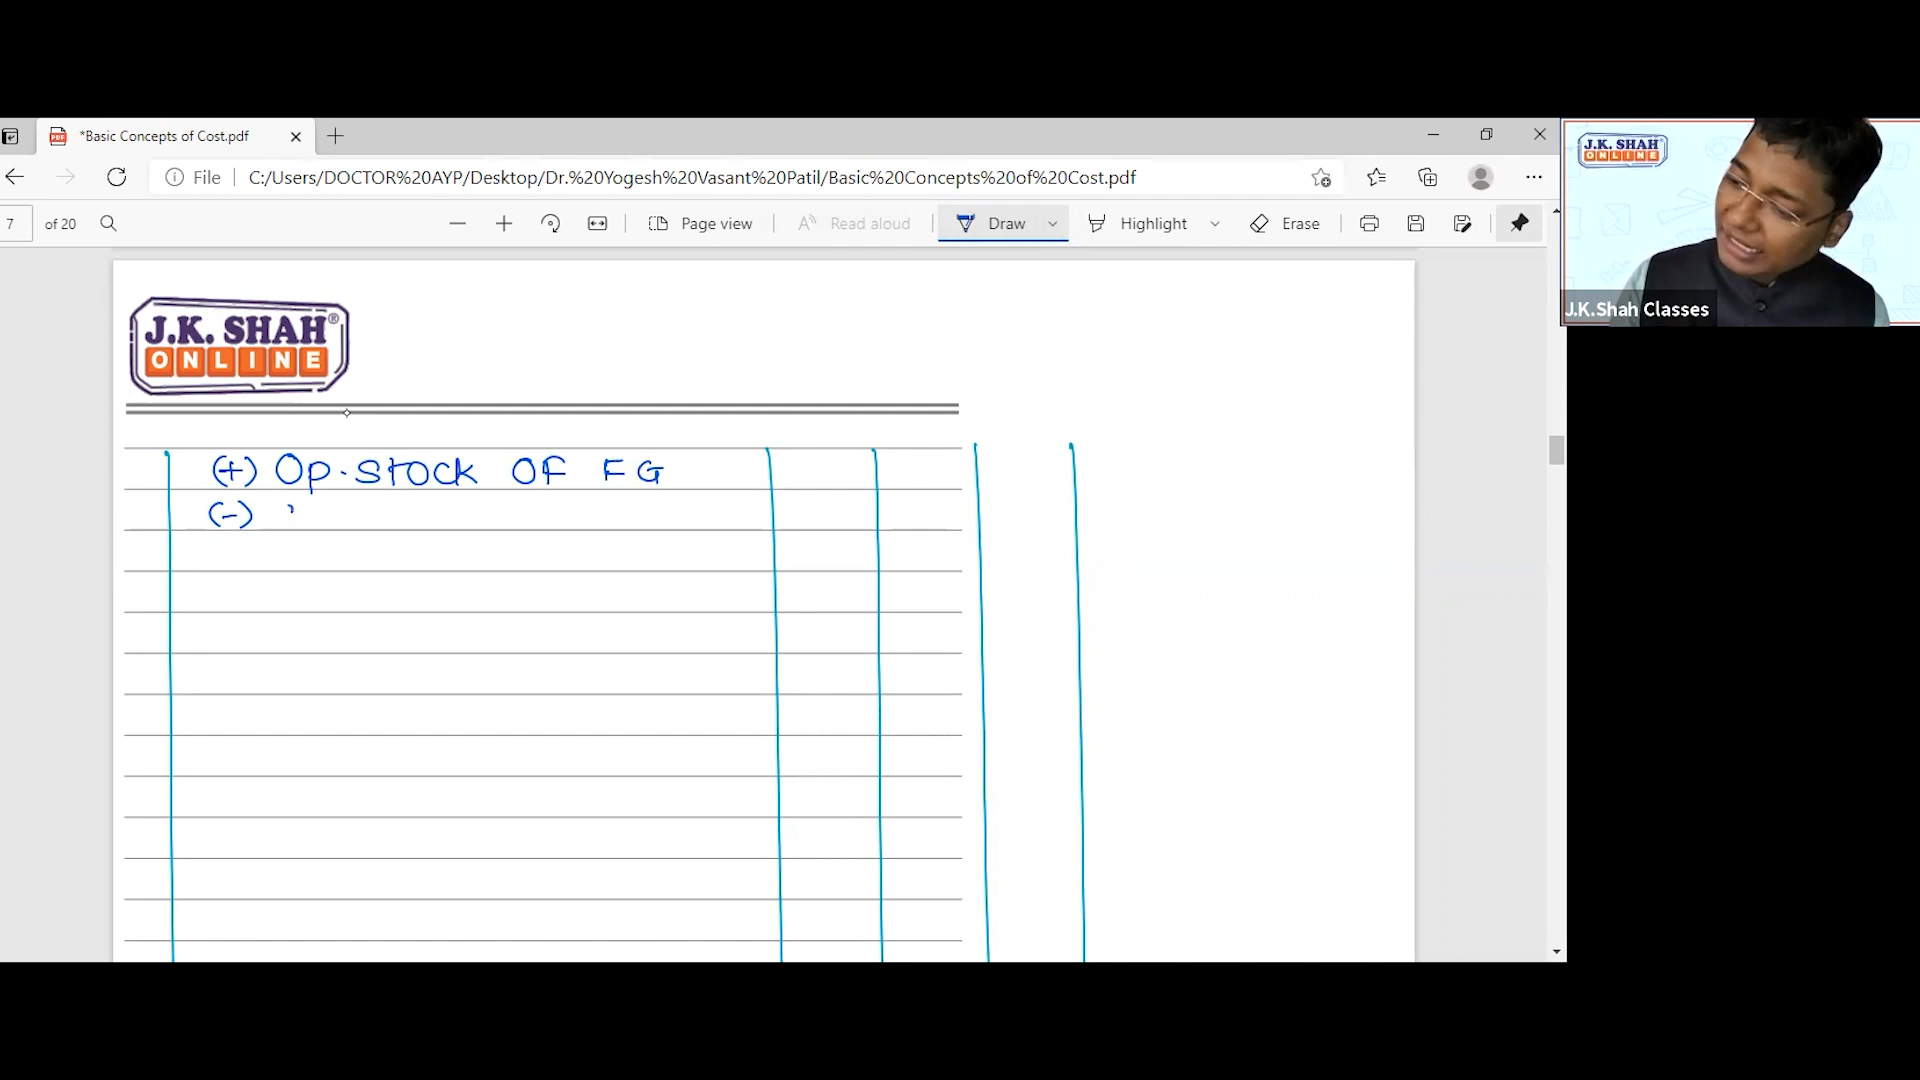 *Basic Concepts of Cost.pdf
File
C:/Users/DOCTOR%20AYP/Desktop/Dr.%20Yogesh%20Vasant%20Patil/Basic%20Concepts%20of%20Cost.pdf
7 of 20
Page view
Read aloud
Draw
Highlight
Erase
J.K. SHAH®
ONLINE
(+) Op. Stock OF FG
(-)
J.K. SHAH®
ONLINE
J.K.Shah Classes